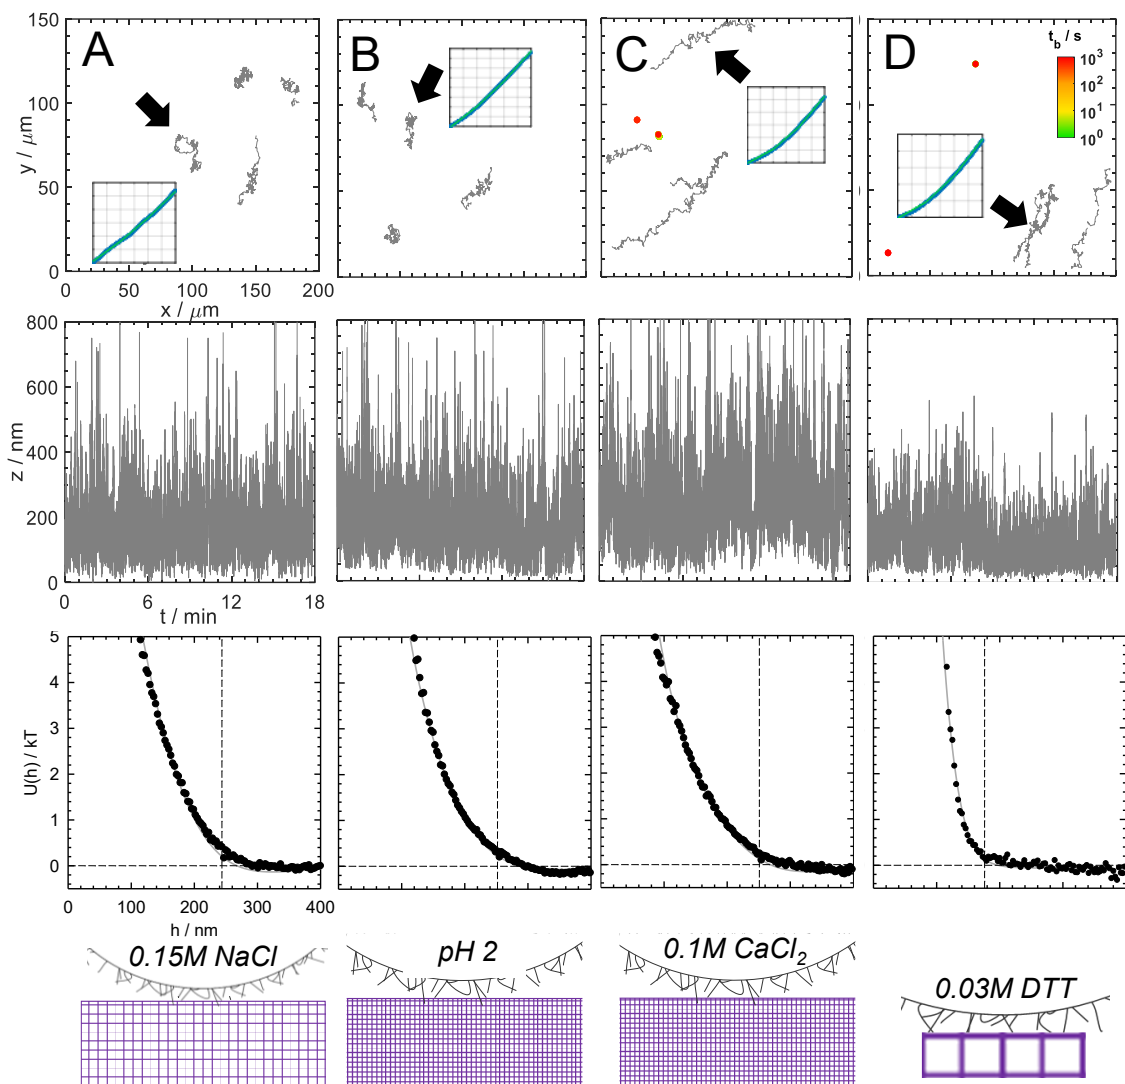 A
B
C
D
t_b / s
10^3
10^2
10^1
10^0
y / μm
150
100
50
0
0 50 100 150 200
x / μm
z / nm
800
600
400
200
0
0 6 12 18
t / min
U(h) / kT
5
4
3
2
1
0
0 100 200 300 400
h / nm
0.15M NaCl
pH 2
0.1M CaCl₂
0.03M DTT